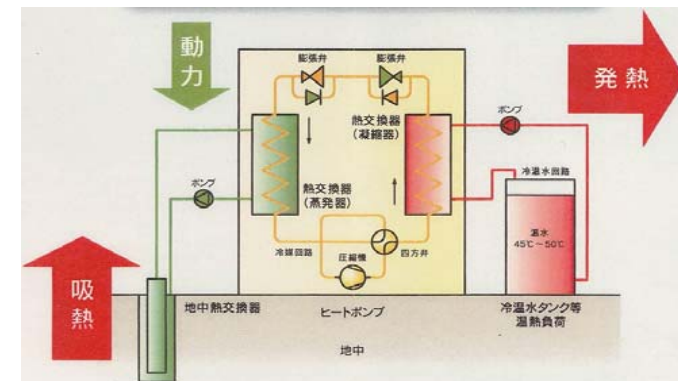 動力
発熱
膨張弁
膨張弁
熱交換器
(凝縮器)
ポンプ
熱交換器
(蒸発器)
ポンプ
冷温水回路
温水
45℃~50℃
冷媒回路
圧縮機
四方弁
吸熱
地中熱交換器
ヒートポンプ
冷温水タンク等
温熱負荷
地中